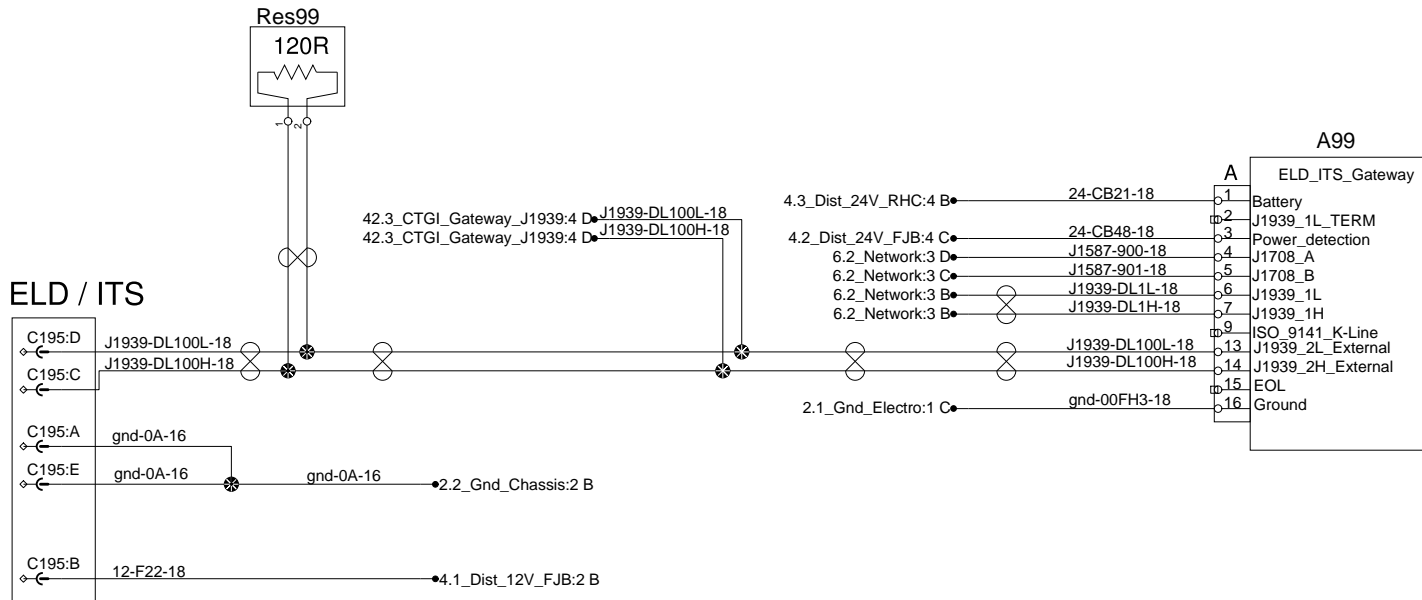 Res99
120R
1
2
A99
A
ELD_ITS_Gateway
4.3_Dist_24V_RHC:4 B
24-CB21-18
1
Battery
2
J1939_1L_TERM
4.2_Dist_24V_FJB:4 C
24-CB48-18
3
Power_detection
6.2_Network:3 D
J1587-900-18
4
J1708_A
6.2_Network:3 C
J1587-901-18
5
J1708_B
6.2_Network:3 B
J1939-DL1L-18
6
J1939_1L
6.2_Network:3 B
J1939-DL1H-18
7
J1939_1H
9
ISO_9141_K-Line
J1939-DL100L-18
13
J1939_2L_External
J1939-DL100H-18
14
J1939_2H_External
15
EOL
2.1_Gnd_Electro:1 C
gnd-00FH3-18
16
Ground
42.3_CTGI_Gateway_J1939:4 D
J1939-DL100L-18
42.3_CTGI_Gateway_J1939:4 D
J1939-DL100H-18
ELD / ITS
C195:D
J1939-DL100L-18
C195:C
J1939-DL100H-18
C195:A
gnd-0A-16
C195:E
gnd-0A-16
gnd-0A-16
2.2_Gnd_Chassis:2 B
C195:B
12-F22-18
4.1_Dist_12V_FJB:2 B